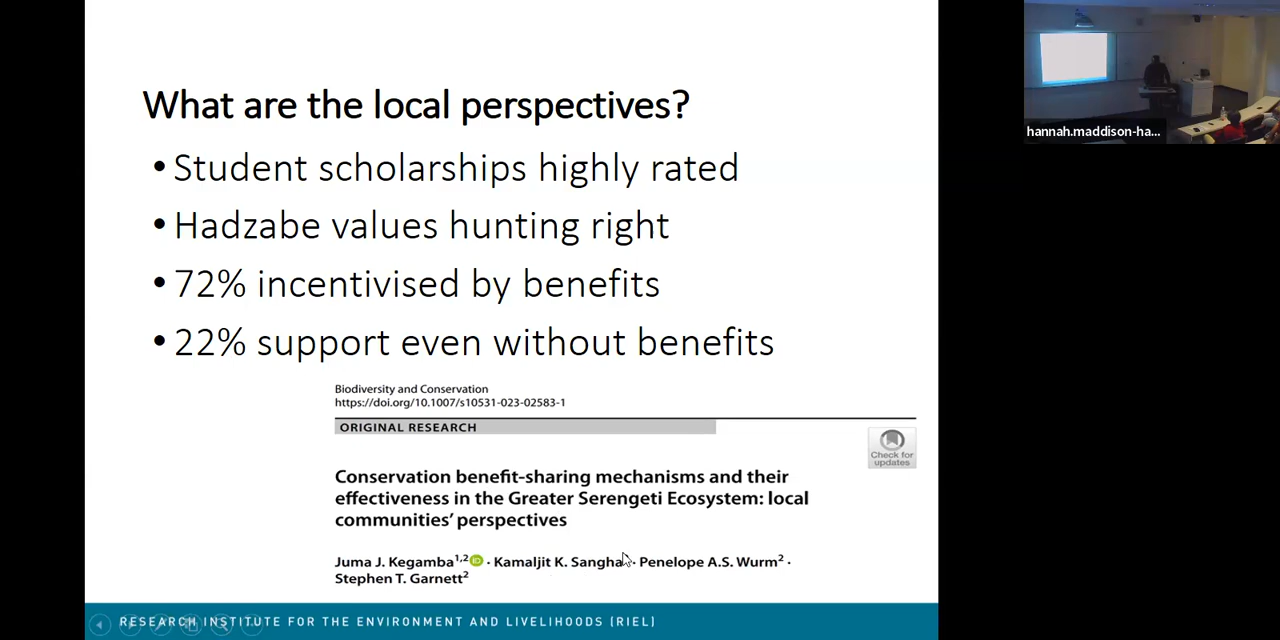 What are the local perspectives?
• Student scholarships highly rated
• Hadzabe values hunting right
• 72% incentivised by benefits
• 22% support even without benefits
Biodiversity and Conservation
https://doi.org/10.1007/s10531-023-02583-1
ORIGINAL RESEARCH
Check for
updates
Conservation benefit-sharing mechanisms and their
effectiveness in the Greater Serengeti Ecosystem: local
communities' perspectives
Juma J. Kegamba1,2 iD · Kamaljit K. Sangha · Penelope A.S. Wurm2 ·
Stephen T. Garnett2
RESEARCH INSTITUTE FOR THE ENVIRONMENT AND LIVELIHOODS (RIEL)
hannah.maddison-ha...